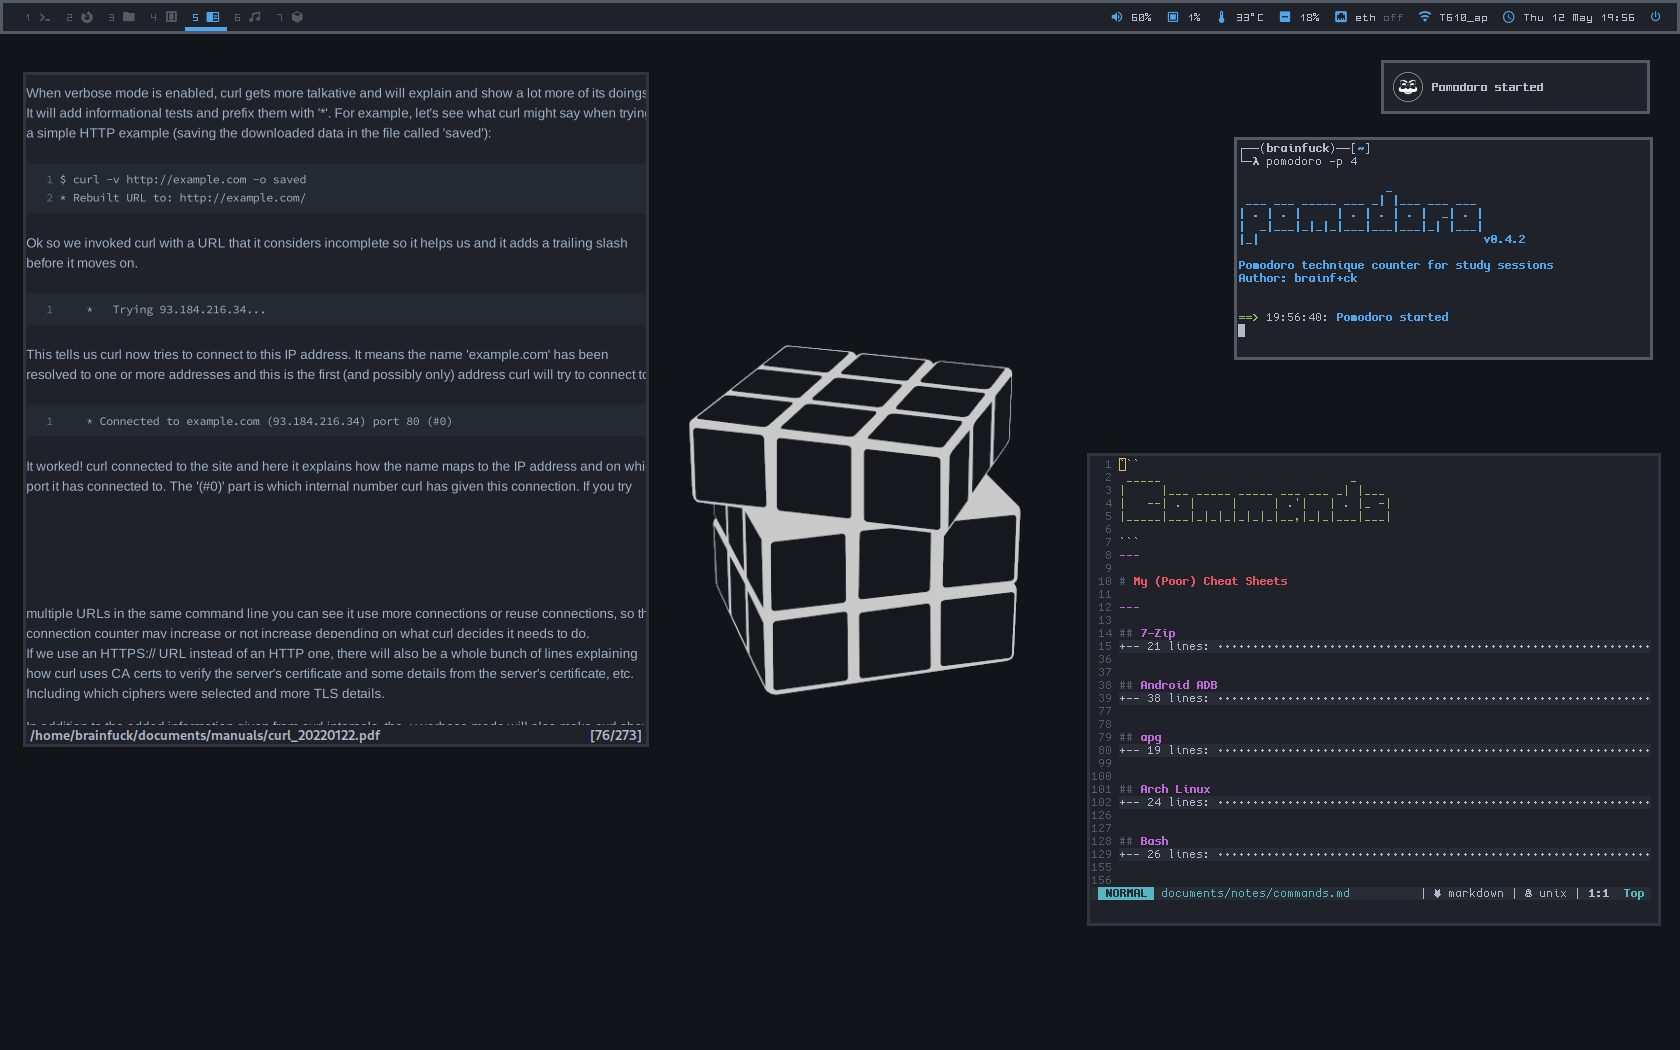 1 2 3 4 5 6 7
60% 1% 33°C 18% eth off T610_ap Thu 12 May 19:56
When verbose mode is enabled, curl gets more talkative and will explain and show a lot more of its doings
It will add informational tests and prefix them with '*'. For example, let's see what curl might say when trying
a simple HTTP example (saving the downloaded data in the file called 'saved'):
1 $ curl -v http://example.com -o saved
2 * Rebuilt URL to: http://example.com/
Ok so we invoked curl with a URL that it considers incomplete so it helps us and it adds a trailing slash
before it moves on.
1 * Trying 93.184.216.34...
This tells us curl now tries to connect to this IP address. It means the name 'example.com' has been
resolved to one or more addresses and this is the first (and possibly only) address curl will try to connect to
1 * Connected to example.com (93.184.216.34) port 80 (#0)
It worked! curl connected to the site and here it explains how the name maps to the IP address and on whi
port it has connected to. The '(#0)' part is which internal number curl has given this connection. If you try
multiple URLs in the same command line you can see it use more connections or reuse connections, so th
connection counter may increase or not increase depending on what curl decides it needs to do.
If we use an HTTPS:// URL instead of an HTTP one, there will also be a whole bunch of lines explaining
how curl uses CA certs to verify the server's certificate and some details from the server's certificate, etc.
Including which ciphers were selected and more TLS details.
/home/brainfuck/documents/manuals/curl_20220122.pdf [76/273]
Pomodoro started
(brainfuck)—[~]
λ pomodoro -p 4
pomodoro
v0.4.2
Pomodoro technique counter for study sessions
Author: brainf+ck
==> 19:56:40: Pomodoro started
1 ```
2
3
4 Commands
5
6
7 ```
8 ---
9
10 # My (Poor) Cheat Sheets
11
12 ---
13
14 ## 7-Zip
15 +-- 21 lines:
36
37
38 ## Android ADB
39 +-- 38 lines:
77
78
79 ## apg
80 +-- 19 lines:
99
100
101 ## Arch Linux
102 +-- 24 lines:
126
127
128 ## Bash
129 +-- 26 lines:
155
156
NORMAL documents/notes/commands.md | markdown | unix | 1:1 Top